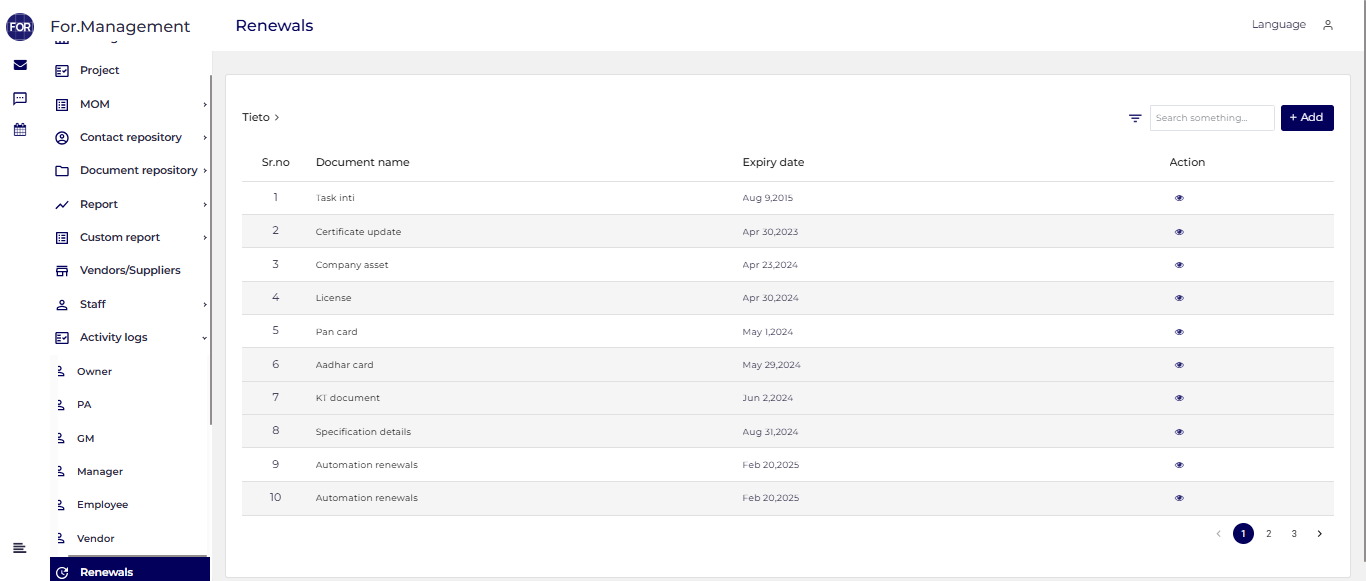 FOR For.Management Renewals Language
Project
MOM
Contact repository
Document repository
Report
Custom report
Vendors/Suppliers
Staff
Activity logs
Owner
PA
GM
Manager
Employee
Vendor
Renewals
Tieto > Search something... + Add
Sr.no Document name Expiry date Action
1 Task inti Aug 9,2015
2 Certificate update Apr 30,2023
3 Company asset Apr 23,2024
4 License Apr 30,2024
5 Pan card May 1,2024
6 Aadhar card May 29,2024
7 KT document Jun 2,2024
8 Specification details Aug 31,2024
9 Automation renewals Feb 20,2025
10 Automation renewals Feb 20,2025
< 1 2 3 >